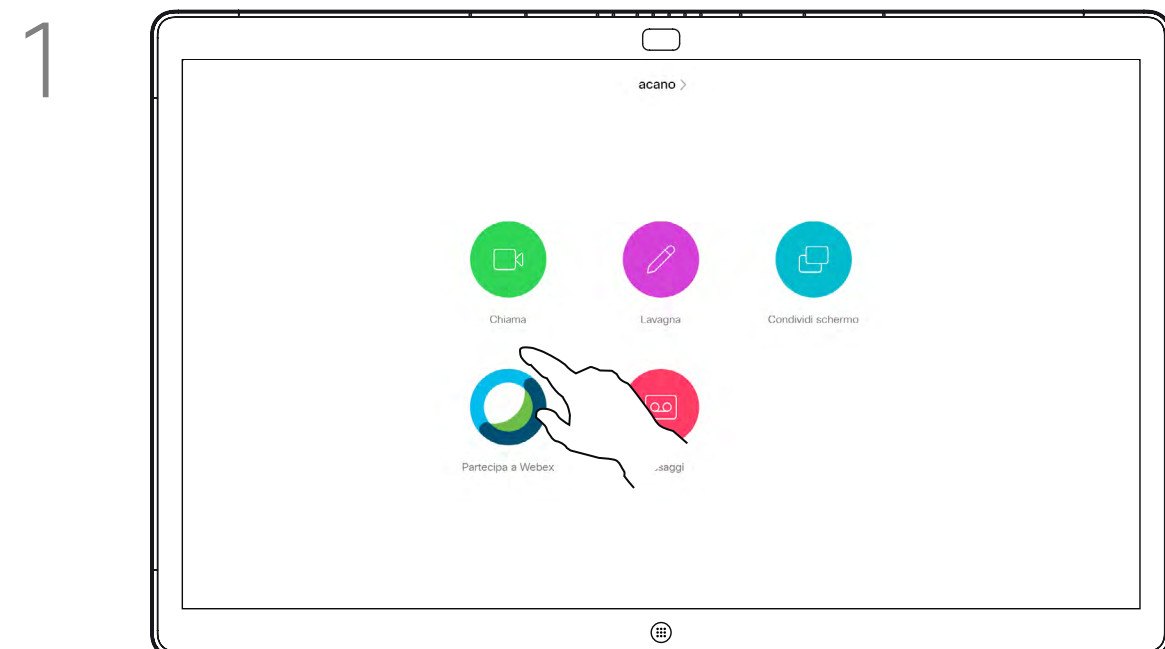 1
acano >
Chiama
Lavagna
Condividi schermo
Partecipa a Webex